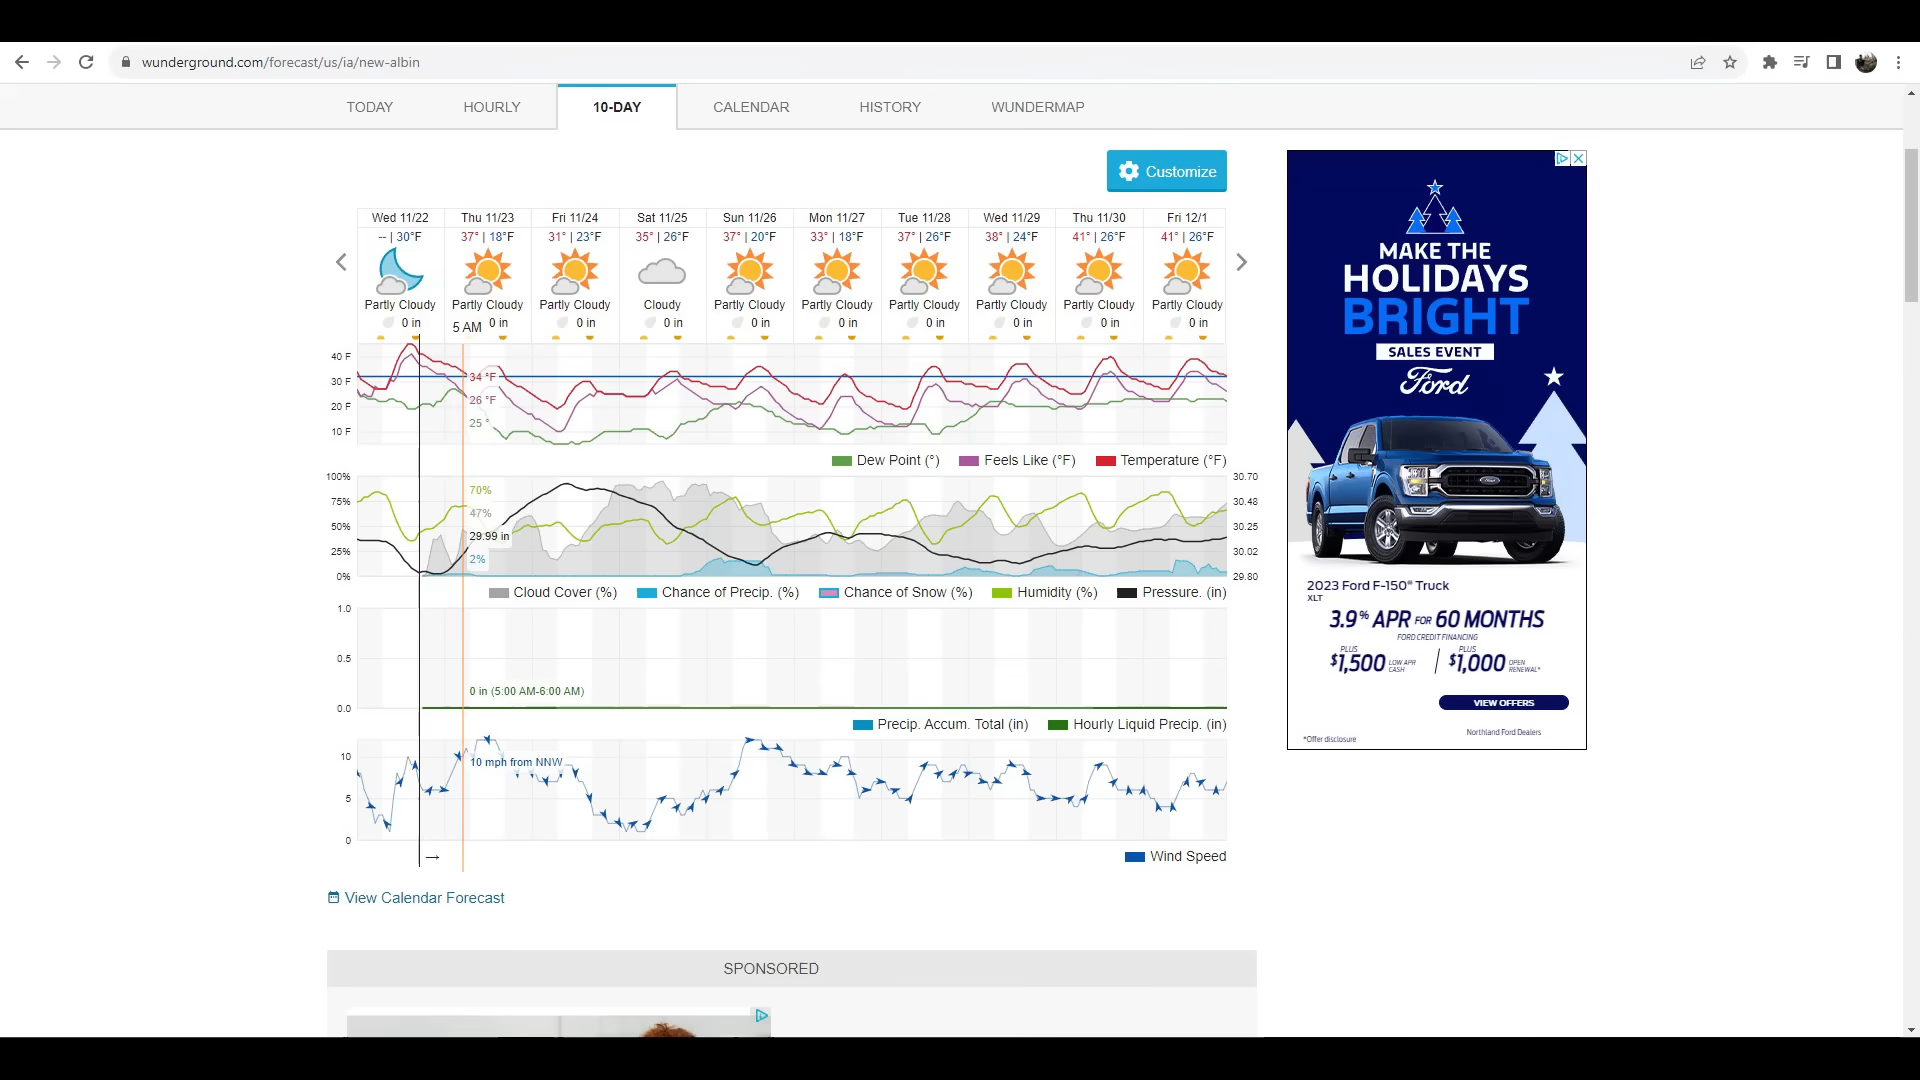 wunderground.com/forecast/us/ia/new-albin
TODAY HOURLY 10-DAY CALENDAR HISTORY WUNDERMAP
Customize
Wed 11/22 Thu 11/23 Fri 11/24 Sat 11/25 Sun 11/26 Mon 11/27 Tue 11/28 Wed 11/29 Thu 11/30 Fri 12/1
-- | 30°F 37° | 18°F 31° | 23°F 35° | 26°F 37° | 20°F 33° | 18°F 37° | 26°F 38° | 24°F 41° | 26°F 41° | 26°F
Partly Cloudy Partly Cloudy Partly Cloudy Cloudy Partly Cloudy Partly Cloudy Partly Cloudy Partly Cloudy Partly Cloudy Partly Cloudy
0 in 0 in 0 in 0 in 0 in 0 in 0 in 0 in 0 in 0 in
5 AM
40 F
30 F
20 F
10 F
34 °F
26 °F
25 °
Dew Point (°) Feels Like (°F) Temperature (°F)
100% 30.70
75% 30.48
50% 30.25
25% 30.02
0% 29.80
70%
47%
29.99 in
2%
Cloud Cover (%) Chance of Precip. (%) Chance of Snow (%) Humidity (%) Pressure. (in)
1.0
0.5
0.0
0 in (5:00 AM-6:00 AM)
Precip. Accum. Total (in) Hourly Liquid Precip. (in)
10
5
0
10 mph from NNW
→
Wind Speed
View Calendar Forecast
SPONSORED
MAKE THE
HOLIDAYS
BRIGHT
SALES EVENT
Ford
2023 Ford F-150® Truck
XLT
3.9% APR FOR 60 MONTHS
FORD CREDIT FINANCING
PLUS $1,500 LOW APR CASH
PLUS $1,000 OPEN RENEWAL*
VIEW OFFERS
*Offer disclosure
Northland Ford Dealers